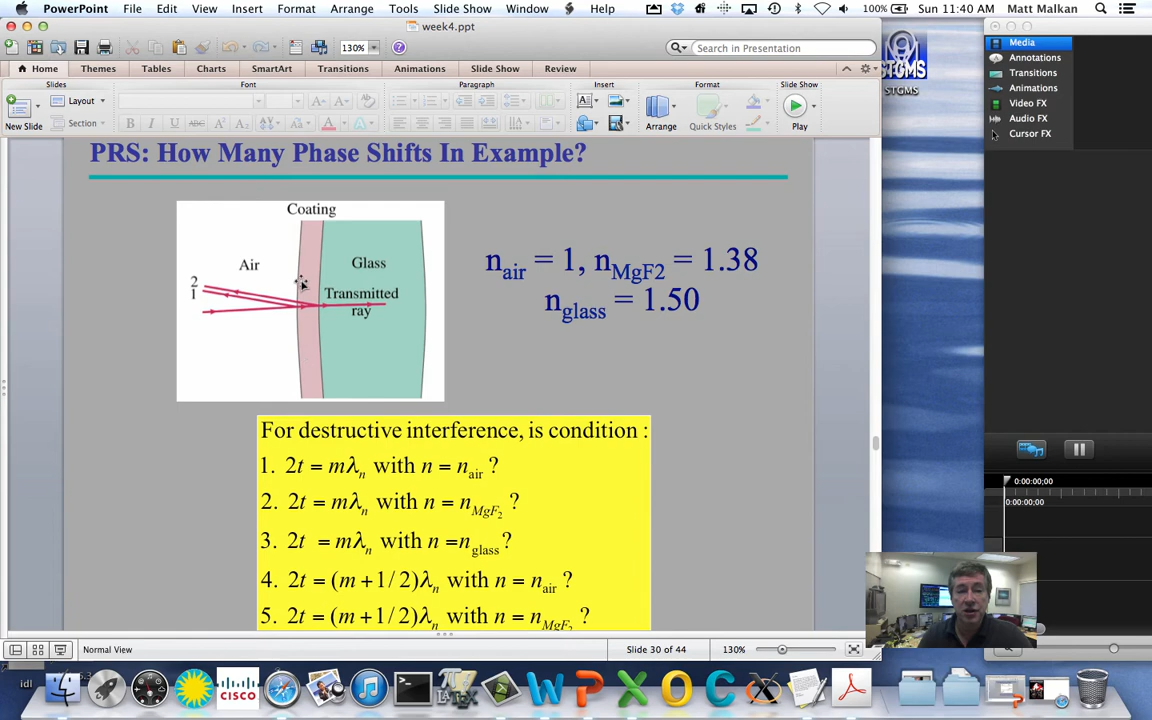 PowerPoint File Edit View Insert Format Arrange Tools Slide Show Window Help 100% Sun 11:40 AM Matt Malkan
week4.ppt
130% Search in Presentation
Home Themes Tables Charts SmartArt Transitions Animations Slide Show Review
Slides Font Paragraph Insert Format Slide Show
New Slide Layout Section B I U Arrange Quick Styles Play
STGMS
Media
Annotations
Transitions
Animations
Video FX
Audio FX
Cursor FX
PRS: How Many Phase Shifts In Example?
Coating
Air
Glass
2
1
Transmitted
ray
n_air = 1, n_MgF2 = 1.38
n_glass = 1.50
For destructive interference, is condition :
1. 2t = mλ_n with n = n_air ?
2. 2t = mλ_n with n = n_MgF₂ ?
3. 2t = mλ_n with n =n_glass ?
4. 2t = (m + 1/2)λ_n with n = n_air ?
5. 2t = (m + 1/2)λ_n with n = n_MgF₂ ?
0:00:00;00
0:00:00;00
Normal View Slide 30 of 44 130%
idl
CISCO